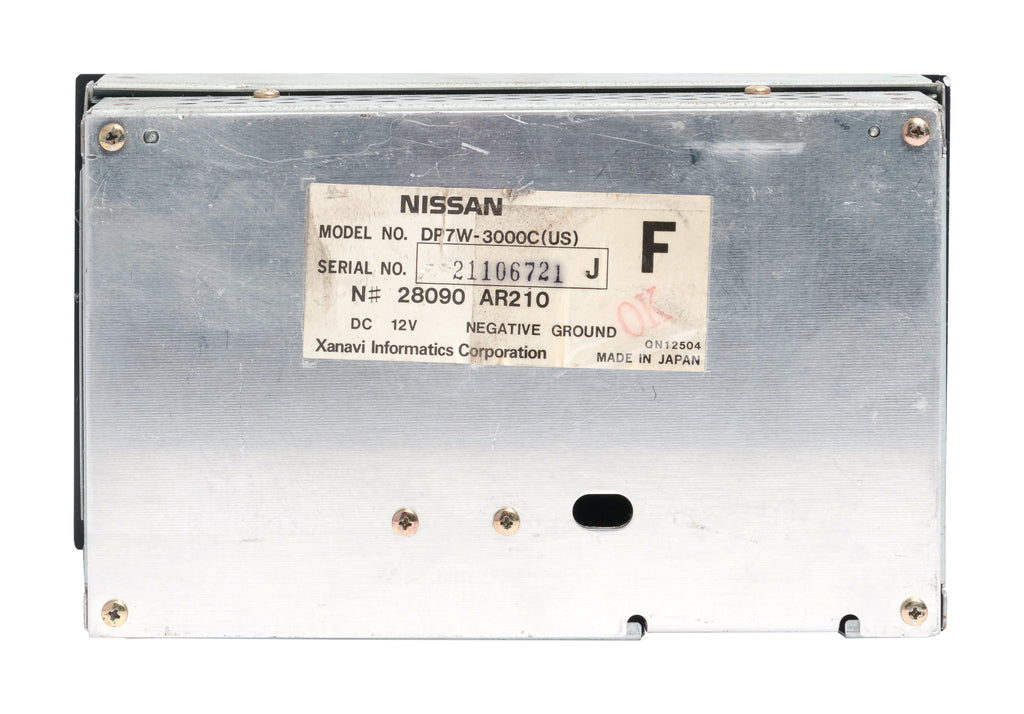 NISSAN
MODEL NO. DP7W-3000C(US)
F
SERIAL NO. 21106721 J
N# 28090 AR210
OK
DC 12V NEGATIVE GROUND
QN12504
Xanavi Informatics Corporation
MADE IN JAPAN